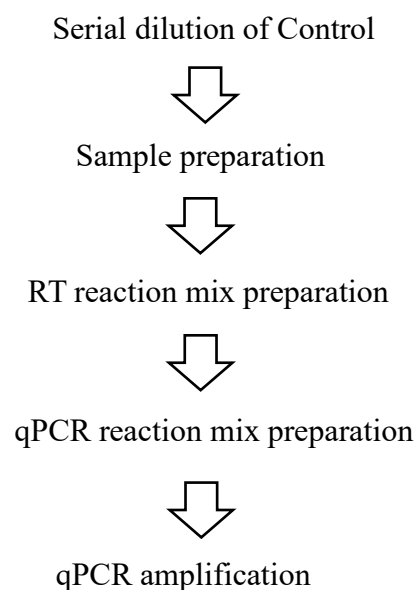 Serial dilution of Control
Sample preparation
RT reaction mix preparation
qPCR reaction mix preparation
qPCR amplification